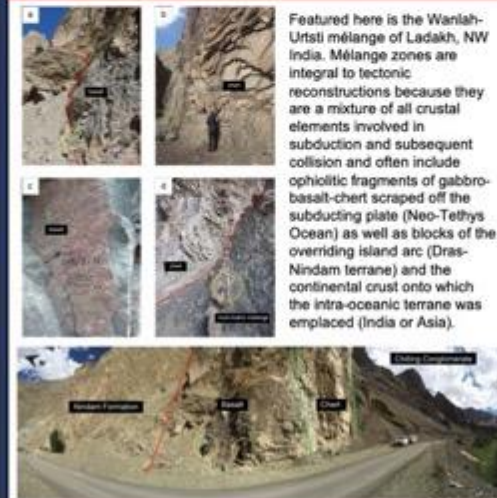 a
Featured here is the Wanlah-
Urtsti mélange of Ladakh, NW
India. Mélange zones are
integral to tectonic
reconstructions because they
are a mixture of all crustal
elements involved in
subduction and subsequent
collision and often include
ophiolitic fragments of gabbro-
basalt-chert scraped off the
subducting plate (Neo-Tethys
Ocean) as well as blocks of the
overriding island arc (Dras-
Nindam terrane) and the
continental crust onto which
the intra-oceanic terrane was
emplaced (India or Asia).
c
d
Nindam Formation
Basalt
Chert
Chilling Conglomerate